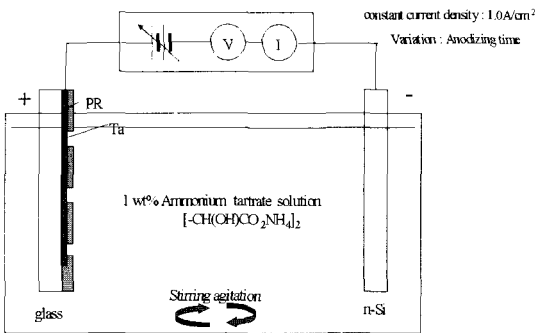 constant current density : 1.0A/cm²
Variation : Anodizing time
V
I
+
-
PR
Ta
1 wt% Ammonium tartrate solution
[-CH(OH)CO₂NH₄]₂
Stirring agitation
glass
n-Si